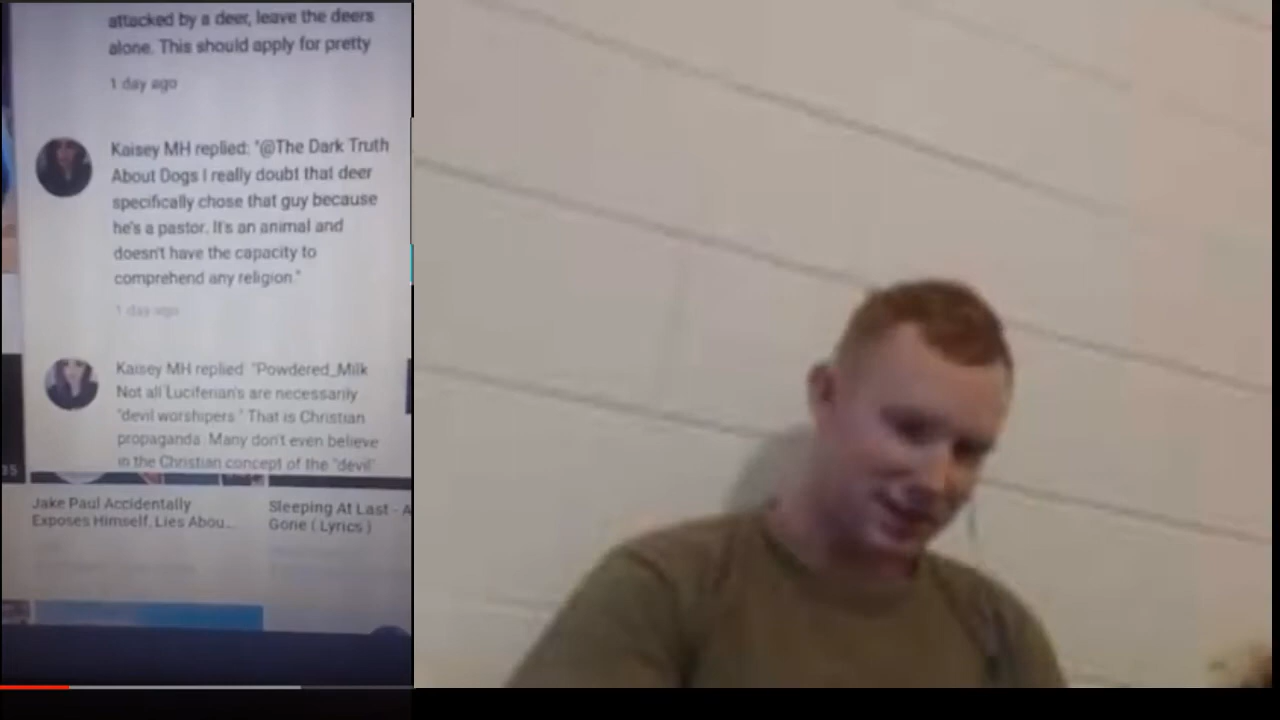 attacked by a deer, leave the deers
alone. This should apply for pretty
1 day ago
Kaisey MH replied: "@The Dark Truth
About Dogs I really doubt that deer
specifically chose that guy because
he's a pastor. It's an animal and
doesn't have the capacity to
comprehend any religion."
1 day ago
Kaisey MH replied "Powdered_Milk
Not all Luciferian's are necessarily
"devil worshipers." That is Christian
propaganda. Many don't even believe
in the Christian concept of the "devil"
35
Jake Paul Accidentally
Exposes Himself, Lies Abou...
Sleeping At Last - A
Gone ( Lyrics )